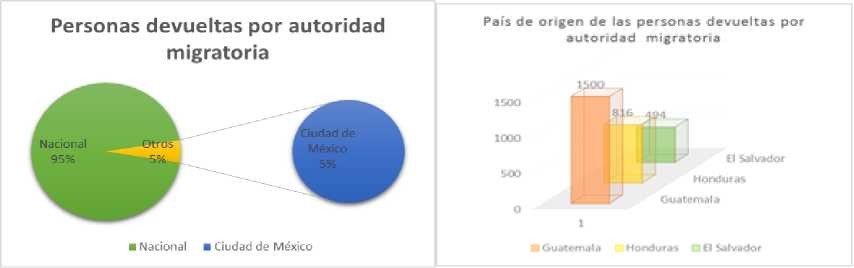 Personas devueltas por autoridad
migratoria
Nacional
95%
Otros
5%
Ciudad de
México
5%
Nacional Ciudad de México
País de origen de las personas devueltas por
autoridad migratoria
1500
816
494
1500
1000
500
0
El Salvador
Honduras
Guatemala
1
Guatemala Honduras El Salvador